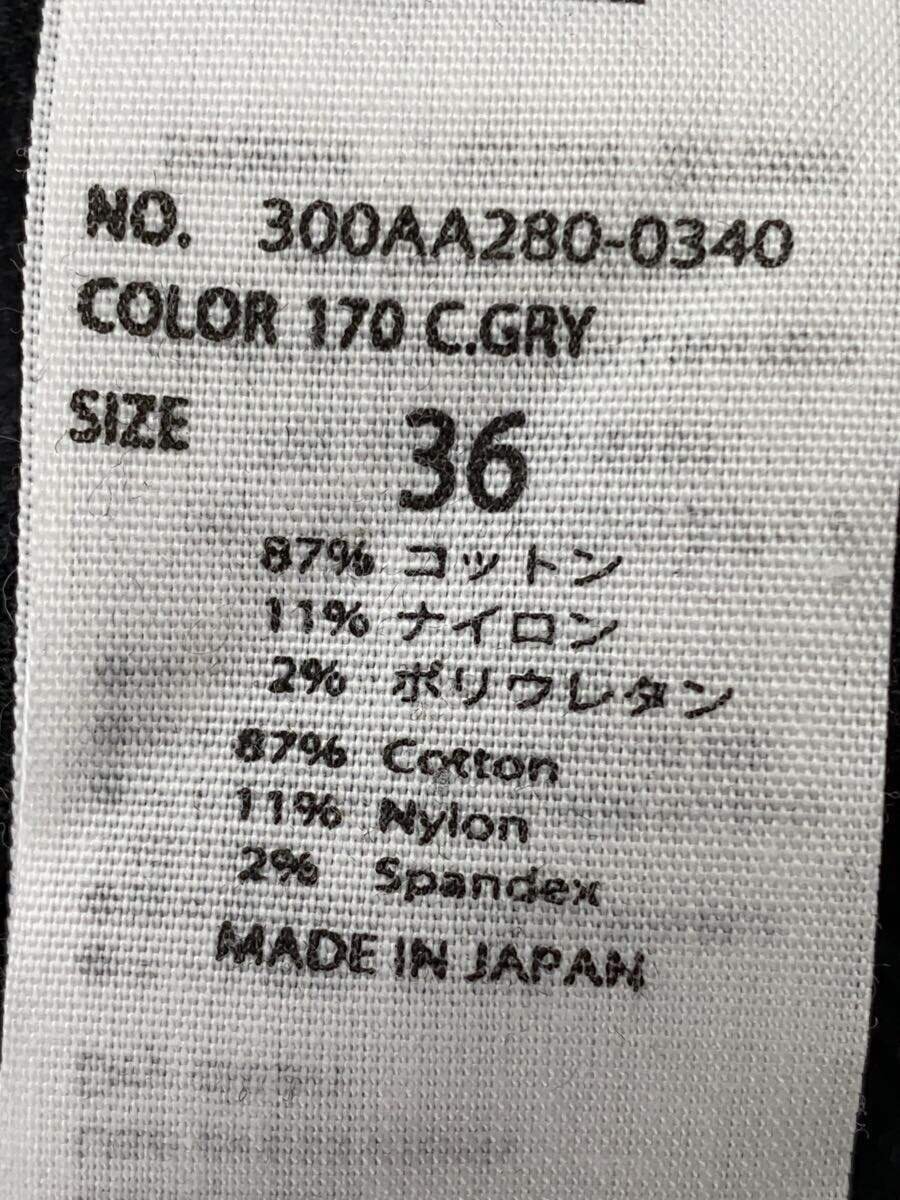 NO. 300AA280-0340
COLOR 170 C.GRY
SIZE 36
87% コットン
11% ナイロン
2% ポリウレタン
87% Cotton
11% Nylon
2% Spandex
MADE IN JAPAN